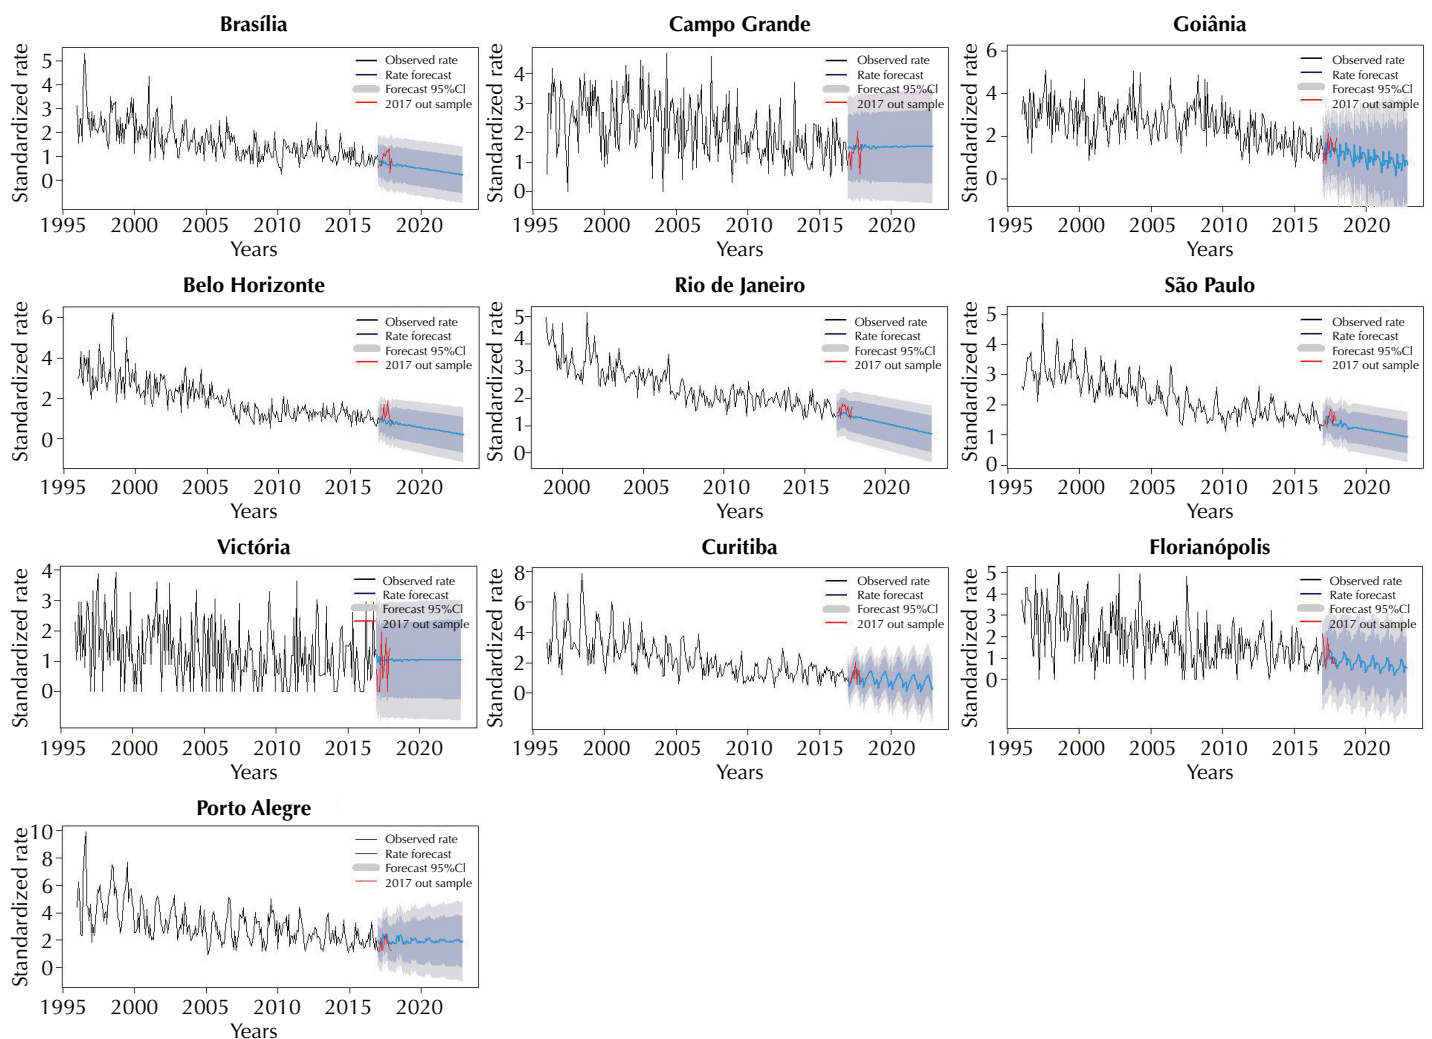 Brasília
Standardized rate
5
4
3
2
1
0
Observed rate
Rate forecast
Forecast 95%CI
2017 out sample
1995 2000 2005 2010 2015 2020
Years
Campo Grande
Standardized rate
4
3
2
1
0
Observed rate
Rate forecast
Forecast 95%CI
2017 out sample
1995 2000 2005 2010 2015 2020
Years
Goiânia
Standardized rate
6
4
2
0
Observed rate
Rate forecast
Forecast 95%CI
2017 out sample
1995 2000 2005 2010 2015 2020
Years
Belo Horizonte
Standardized rate
6
4
2
0
Observed rate
Rate forecast
Forecast 95%CI
2017 out sample
1995 2000 2005 2010 2015 2020
Years
Rio de Janeiro
Standardized rate
5
4
3
2
1
0
Observed rate
Rate forecast
Forecast 95%CI
2017 out sample
2000 2005 2010 2015 2020
Years
São Paulo
Standardized rate
5
4
3
2
1
0
Observed rate
Rate forecast
Forecast 95%CI
2017 out sample
1995 2000 2005 2010 2015 2020
Years
Victória
Standardized rate
4
3
2
1
0
Observed rate
Rate forecast
Forecast 95%CI
2017 out sample
1995 2000 2005 2010 2015 2020
Years
Curitiba
Standardized rate
8
6
4
2
0
Observed rate
Rate forecast
Forecast 95%CI
2017 out sample
1995 2000 2005 2010 2015 2020
Years
Florianópolis
Standardized rate
5
4
3
2
1
0
Observed rate
Rate forecast
Forecast 95%CI
2017 out sample
1995 2000 2005 2010 2015 2020
Years
Porto Alegre
Standardized rate
10
8
6
4
2
0
Observed rate
Rate forecast
Forecast 95%CI
2017 out sample
1995 2000 2005 2010 2015 2020
Years